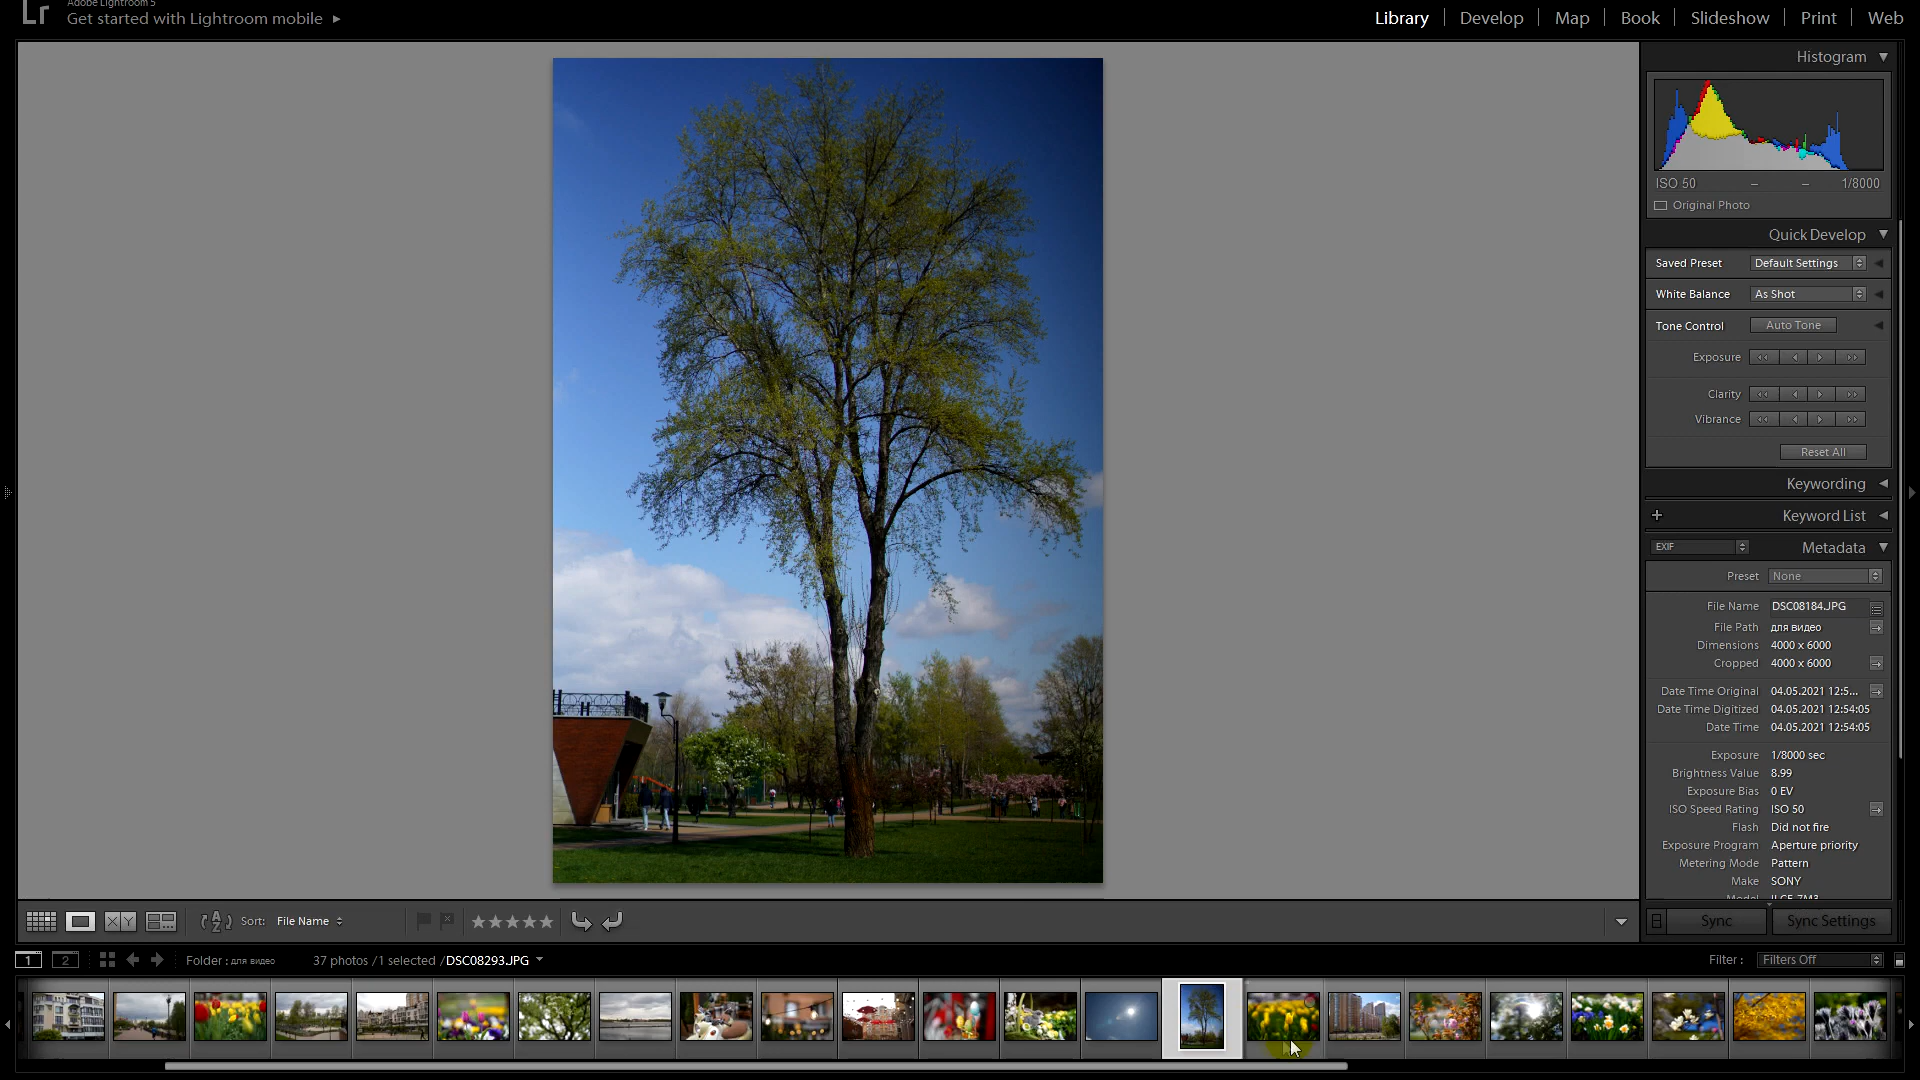 Lr
Adobe Lightroom 5
Get started with Lightroom mobile
Library | Develop | Map | Book | Slideshow | Print | Web
Histogram
ISO 50 – – 1/8000
Original Photo
Quick Develop
Saved Preset Default Settings
White Balance As Shot
Tone Control Auto Tone
Exposure
Clarity
Vibrance
Reset All
Keywording
+ Keyword List
EXIF Metadata
Preset None
File Name DSC08184.JPG
File Path для видео
Dimensions 4000 x 6000
Cropped 4000 x 6000
Date Time Original 04.05.2021 12:5...
Date Time Digitized 04.05.2021 12:54:05
Date Time 04.05.2021 12:54:05
Exposure 1/8000 sec
Brightness Value 8.99
Exposure Bias 0 EV
ISO Speed Rating ISO 50
Flash Did not fire
Exposure Program Aperture priority
Metering Mode Pattern
Make SONY
Model ILCE-7M3
XY Sort: File Name
Sync Sync Settings
1 2 Folder : для видео 37 photos /1 selected /DSC08293.JPG Filter : Filters Off